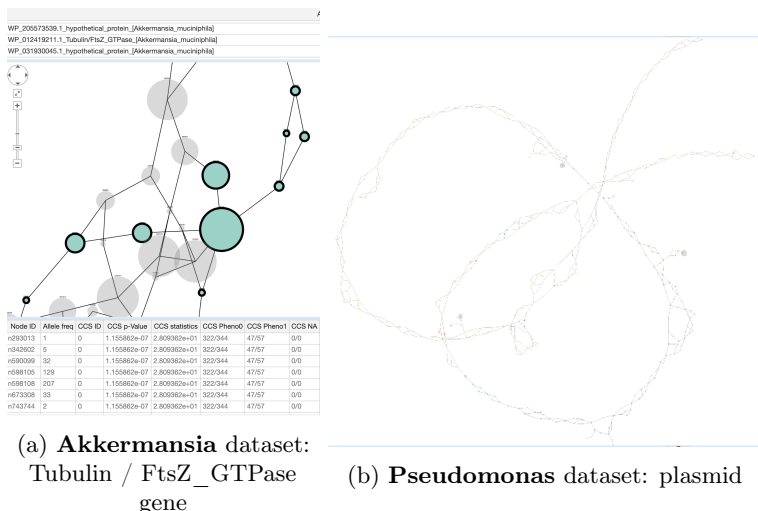 WP_205573539.1_hypothetical_protein_[Akkermansia_muciniphila]
WP_012419211.1_Tubulin/FtsZ_GTPase_[Akkermansia_muciniphila]
WP_031930045.1_hypothetical_protein_[Akkermansia_muciniphila]
Node ID Allele freq CCS ID CCS p-Value CCS statistics CCS Pheno0 CCS Pheno1 CCS NA
n293013 1 0 1.155862e-07 2.809362e+01 322/344 47/57 0/0
n342602 5 0 1.155862e-07 2.809362e+01 322/344 47/57 0/0
n590099 32 0 1.155862e-07 2.809362e+01 322/344 47/57 0/0
n598105 129 0 1.155862e-07 2.809362e+01 322/344 47/57 0/0
n598108 207 0 1.155862e-07 2.809362e+01 322/344 47/57 0/0
n673308 33 0 1.155862e-07 2.809362e+01 322/344 47/57 0/0
n743744 2 0 1.155862e-07 2.809362e+01 322/344 47/57 0/0
(a) Akkermansia dataset:
Tubulin / FtsZ_GTPase
gene
(b) Pseudomonas dataset: plasmid